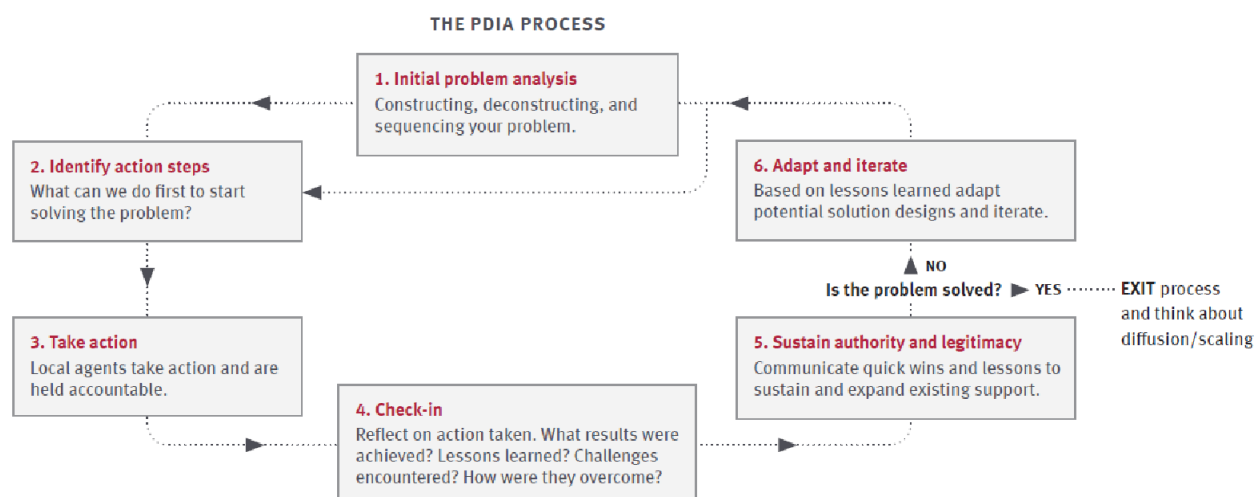 THE PDIA PROCESS
1. Initial problem analysis
Constructing, deconstructing, and
sequencing your problem.
2. Identify action steps
What can we do first to start
solving the problem?
3. Take action
Local agents take action and are
held accountable.
4. Check-in
Reflect on action taken. What results were
achieved? Lessons learned? Challenges
encountered? How were they overcome?
5. Sustain authority and legitimacy
Communicate quick wins and lessons to
sustain and expand existing support.
Is the problem solved? YES
EXIT process
and think about
diffusion/scaling
NO
6. Adapt and iterate
Based on lessons learned adapt
potential solution designs and iterate.